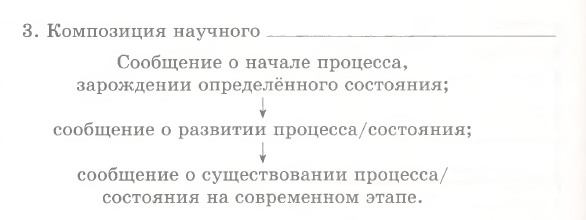 3. Композиция научного
Сообщение о начале процесса,
зарождении определённого состояния;
сообщение о развитии процесса/состояния;
сообщение о существовании процесса/
состояния на современном этапе.